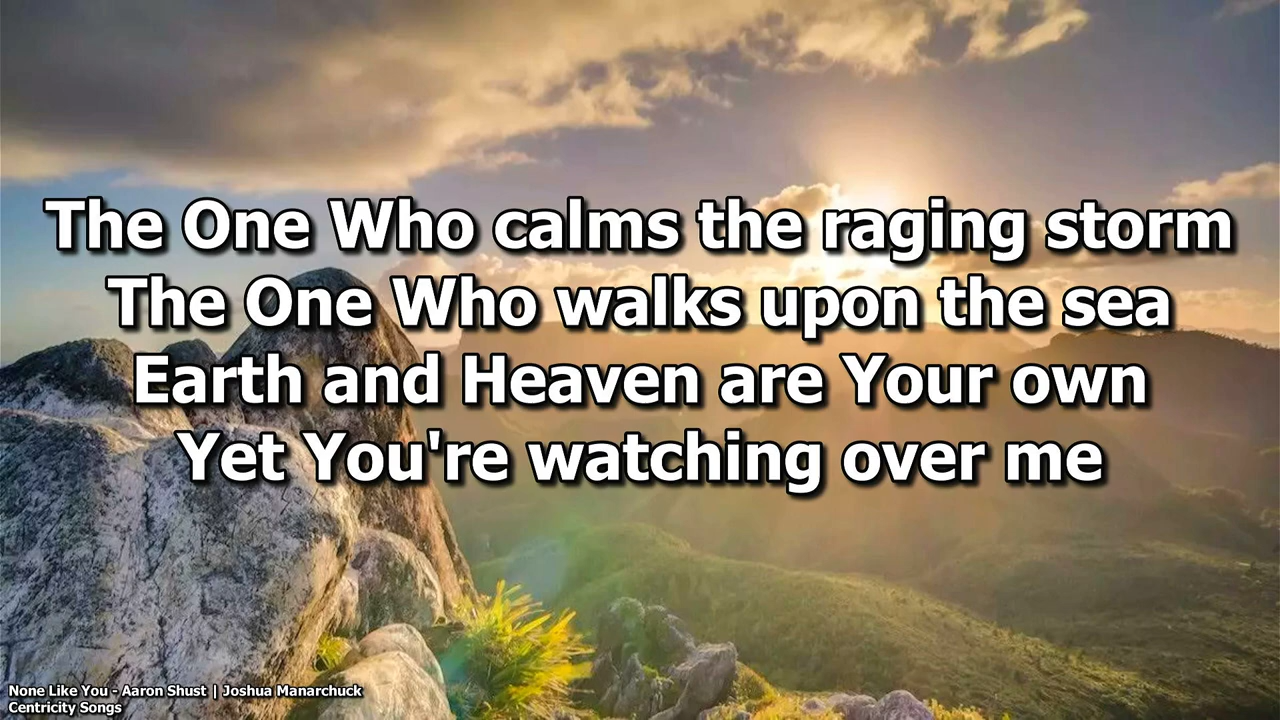 The One Who calms the raging storm
The One Who walks upon the sea
Earth and Heaven are Your own
Yet You're watching over me
None Like You - Aaron Shust | Joshua Manarchuck
Centricity Songs